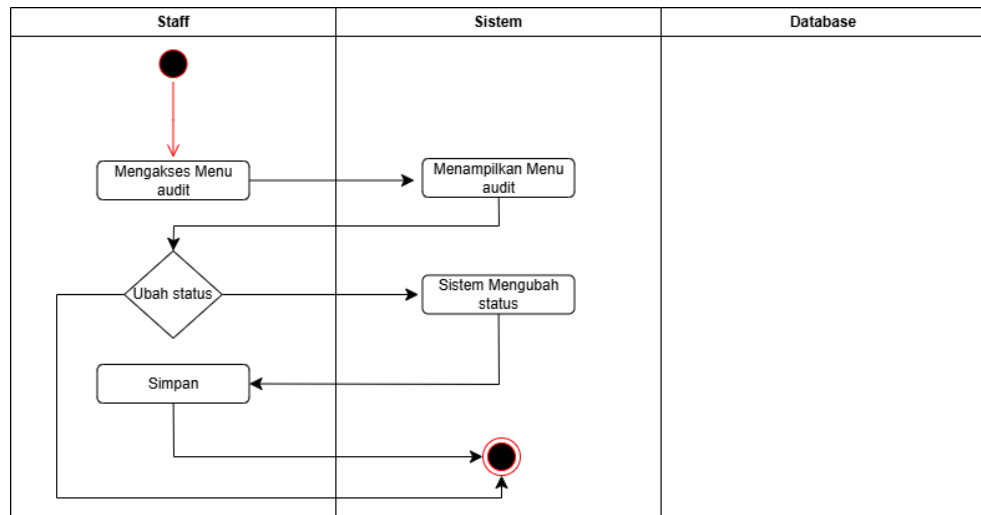 Staff
Sistem
Database
Mengakses Menu
audit
Menampilkan Menu
audit
Ubah status
Sistem Mengubah
status
Simpan